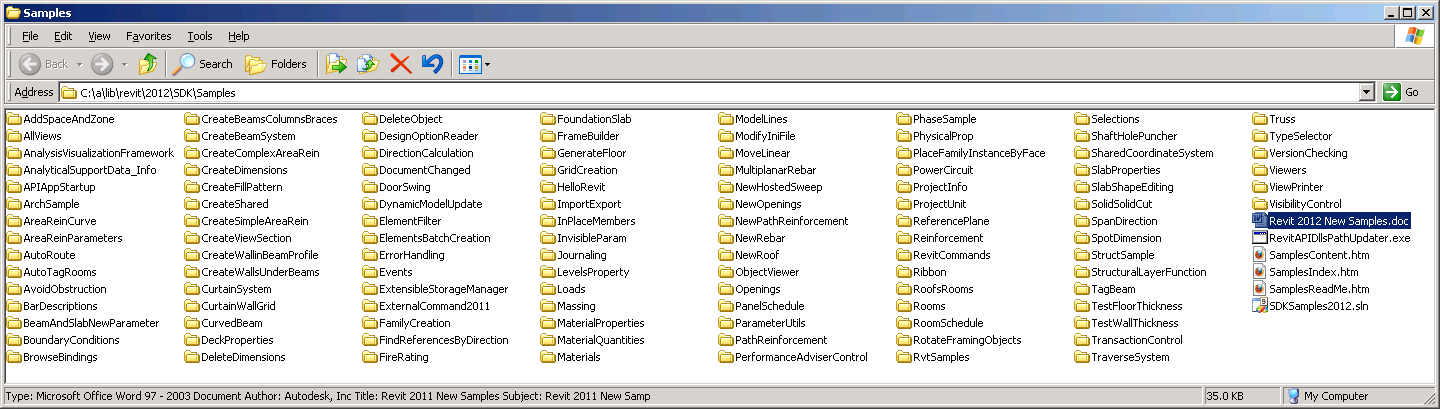 Samples
File Edit View Favorites Tools Help
Back Search Folders
Address C:\a\lib\revit\2012\SDK\Samples Go
AddSpaceAndZone
AllViews
AnalysisVisualizationFramework
AnalyticalSupportData_Info
APIAppStartup
ArchSample
AreaReinCurve
AreaReinParameters
AutoRoute
AutoTagRooms
AvoidObstruction
BarDescriptions
BeamAndSlabNewParameter
BoundaryConditions
BrowseBindings
CreateBeamsColumnsBraces
CreateBeamSystem
CreateComplexAreaRein
CreateDimensions
CreateFillPattern
CreateShared
CreateSimpleAreaRein
CreateViewSection
CreateWallinBeamProfile
CreateWallsUnderBeams
CurtainSystem
CurtainWallGrid
CurvedBeam
DeckProperties
DeleteDimensions
DeleteObject
DesignOptionReader
DirectionCalculation
DocumentChanged
DoorSwing
DynamicModelUpdate
ElementFilter
ElementsBatchCreation
ErrorHandling
Events
ExtensibleStorageManager
ExternalCommand2011
FamilyCreation
FindReferencesByDirection
FireRating
FoundationSlab
FrameBuilder
GenerateFloor
GridCreation
HelloRevit
ImportExport
InPlaceMembers
InvisibleParam
Journaling
LevelsProperty
Loads
Massing
MaterialProperties
MaterialQuantities
Materials
ModelLines
ModifyIniFile
MoveLinear
MultiplanarRebar
NewHostedSweep
NewOpenings
NewPathReinforcement
NewRebar
NewRoof
ObjectViewer
Openings
PanelSchedule
ParameterUtils
PathReinforcement
PerformanceAdviserControl
PhaseSample
PhysicalProp
PlaceFamilyInstanceByFace
PowerCircuit
ProjectInfo
ProjectUnit
ReferencePlane
Reinforcement
RevitCommands
Ribbon
RoofsRooms
Rooms
RoomSchedule
RotateFramingObjects
RvtSamples
Selections
ShaftHolePuncher
SharedCoordinateSystem
SlabProperties
SlabShapeEditing
SolidSolidCut
SpanDirection
SpotDimension
StructSample
StructuralLayerFunction
TagBeam
TestFloorThickness
TestWallThickness
TransactionControl
TraverseSystem
Truss
TypeSelector
VersionChecking
Viewers
ViewPrinter
VisibilityControl
Revit 2012 New Samples.doc
RevitAPIDllsPathUpdater.exe
SamplesContent.htm
SamplesIndex.htm
SamplesReadMe.htm
SDKSamples2012.sln
Type: Microsoft Office Word 97 - 2003 Document Author: Autodesk, Inc Title: Revit 2011 New Samples Subject: Revit 2011 New Samp 35.0 KB My Computer